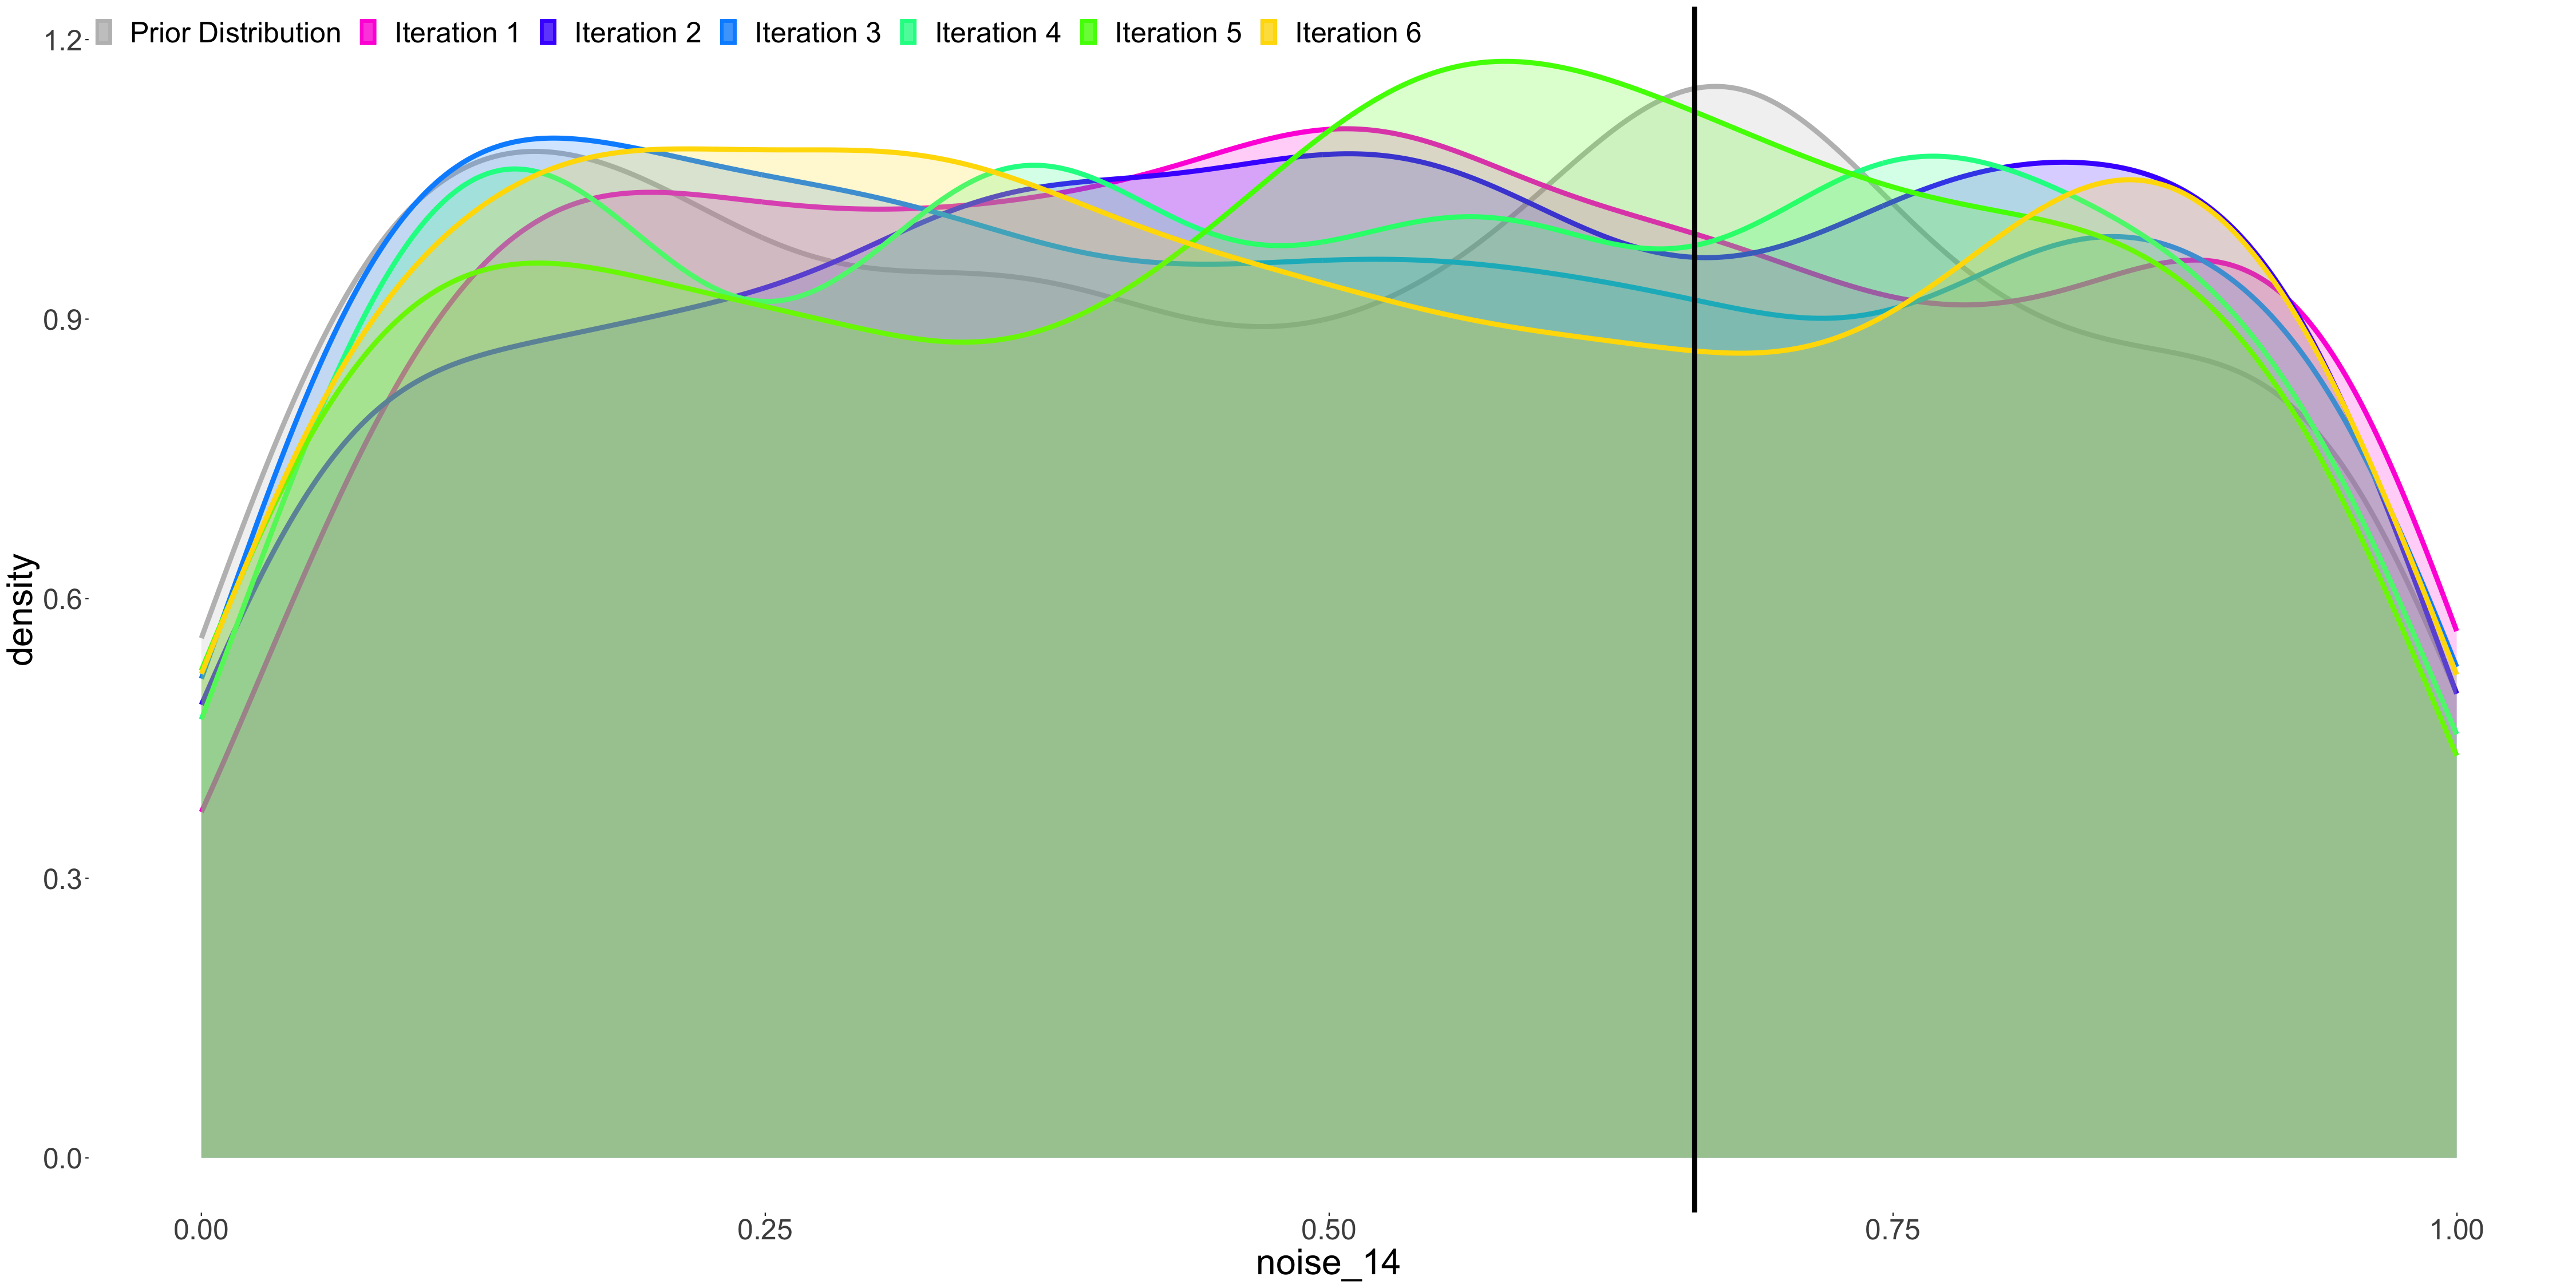 Prior Distribution Iteration 1 Iteration 2 Iteration 3 Iteration 4 Iteration 5 Iteration 6
1.2
0.9
0.6
0.3
0.0
density
0.00 0.25 0.50 0.75 1.00
noise_14